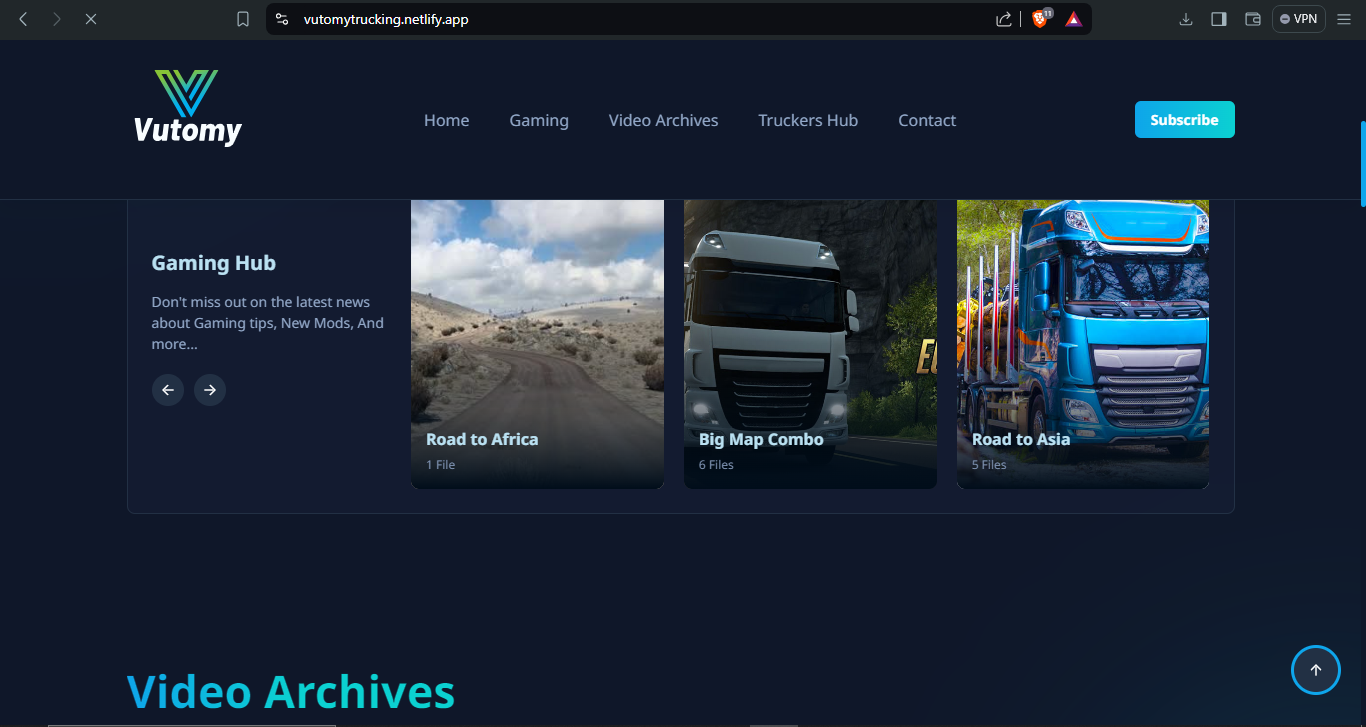 vutomytrucking.netlify.app
11
VPN
Vutomy
Home
Gaming
Video Archives
Truckers Hub
Contact
Subscribe
Gaming Hub
Don't miss out on the latest news
about Gaming tips, New Mods, And
more...
Road to Africa
1 File
Big Map Combo
6 Files
Road to Asia
5 Files
Video Archives